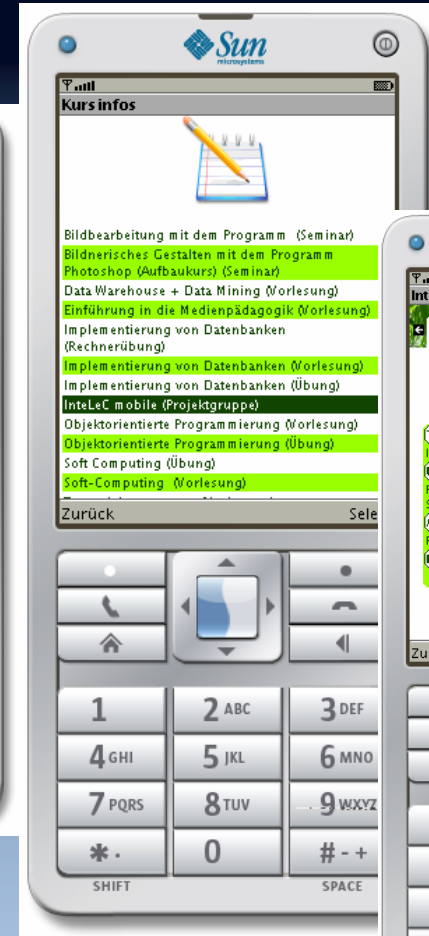 Sun
microsystems
Kurs infos
Bildbearbeitung mit dem Programm (Seminar)
Bildnerisches Gestalten mit dem Programm
Photoshop (Aufbaukurs) (Seminar)
Data Warehouse + Data Mining (Vorlesung)
Einführung in die Medienpädagogik (Vorlesung)
Implementierung von Datenbanken
(Rechnerübung)
Implementierung von Datenbanken (Vorlesung)
Implementierung von Datenbanken (Übung)
InteLeC mobile (Projektgruppe)
Objektorientierte Programmierung (Vorlesung)
Objektorientierte Programmierung (Übung)
Soft Computing (Übung)
Soft-Computing (Vorlesung)
Zurück Sele
1 2 ABC 3 DEF
4 GHI 5 JKL 6 MNO
7 PQRS 8 TUV 9 WXYZ
* . 0 # - +
SHIFT SPACE
Int
Zu